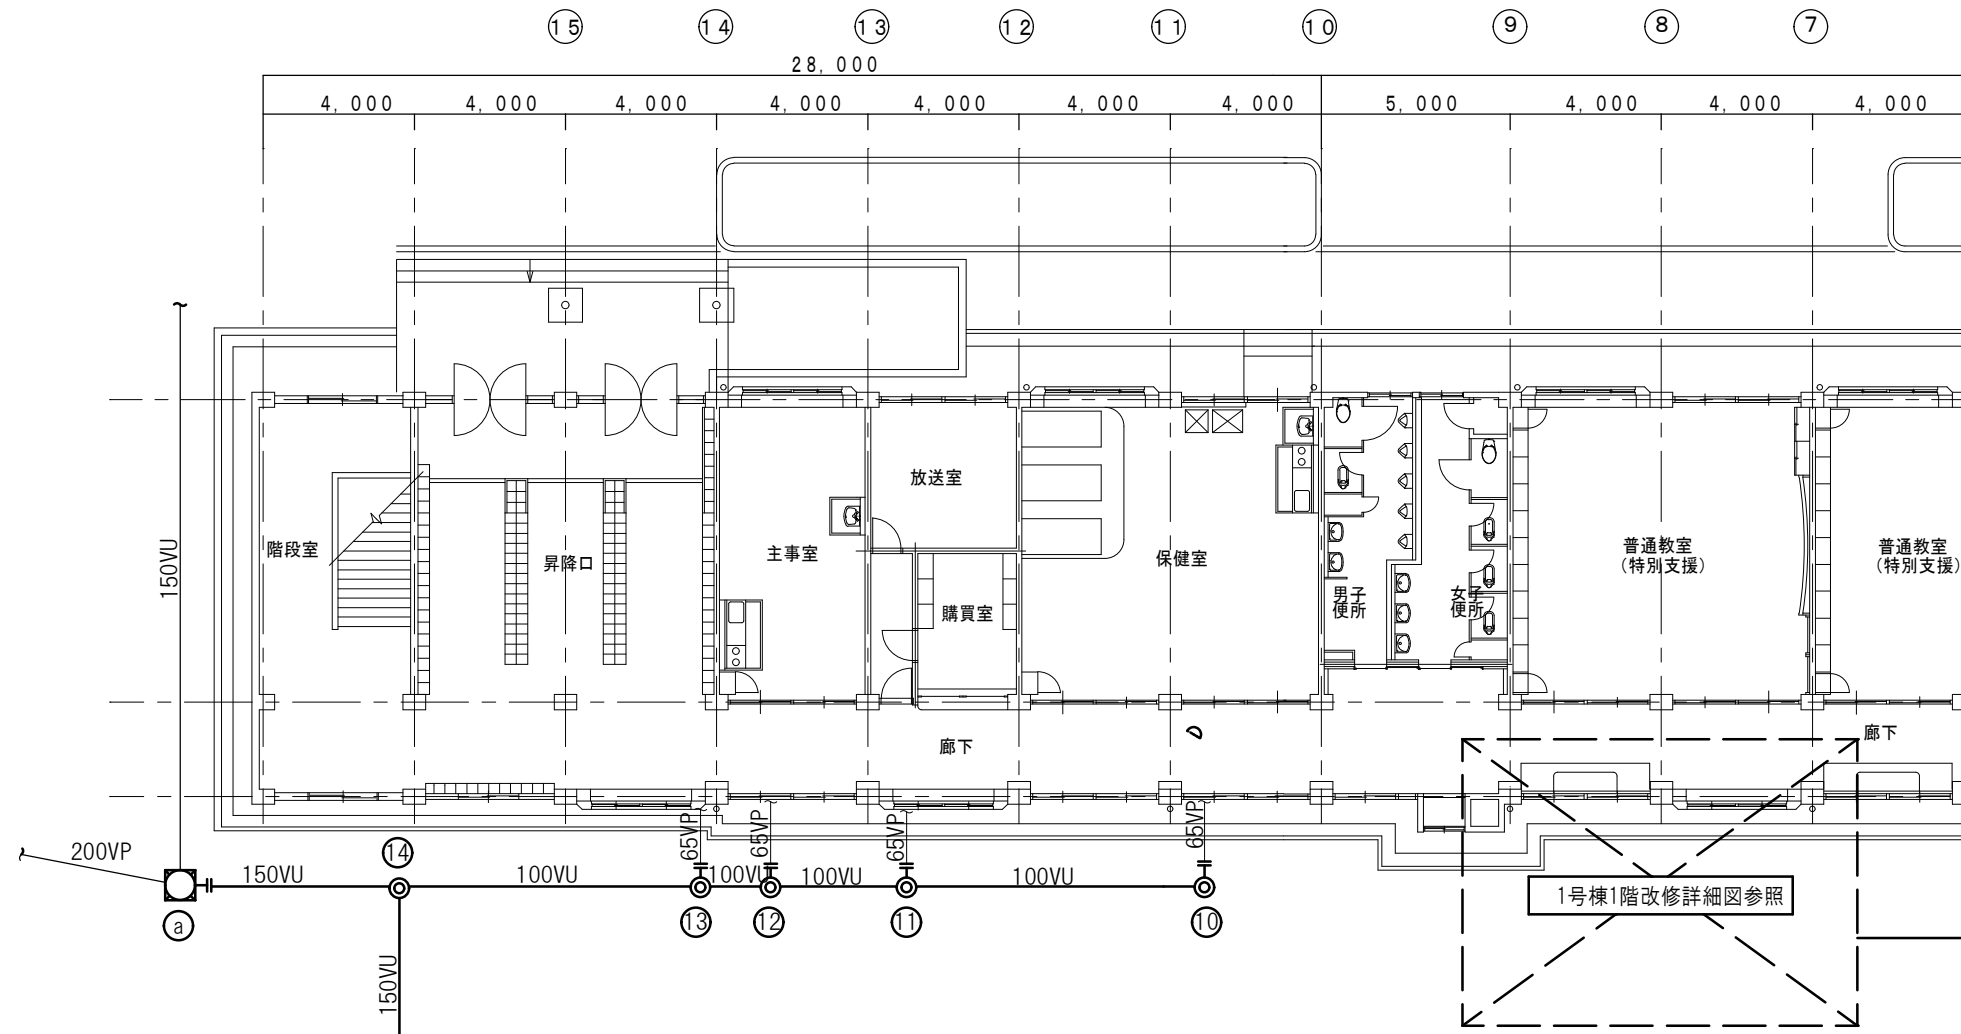 15 14 13 12 11 10 9 8 7
28,000
4,000 4,000 4,000 4,000 4,000 4,000 4,000 5,000 4,000 4,000 4,000
放送室
階段室
昇降口
主事室
保健室
普通教室
(特別支援)
普通教室
(特別支援)
購買室
男子
便所
女子
便所
150VU
廊下
廊下
65VP
65VP
65VP
65VP
200VP
14
150VU
100VU
100VU
100VU
100VU
1号棟1階改修詳細図参照
a
13
12
11
10
150VU